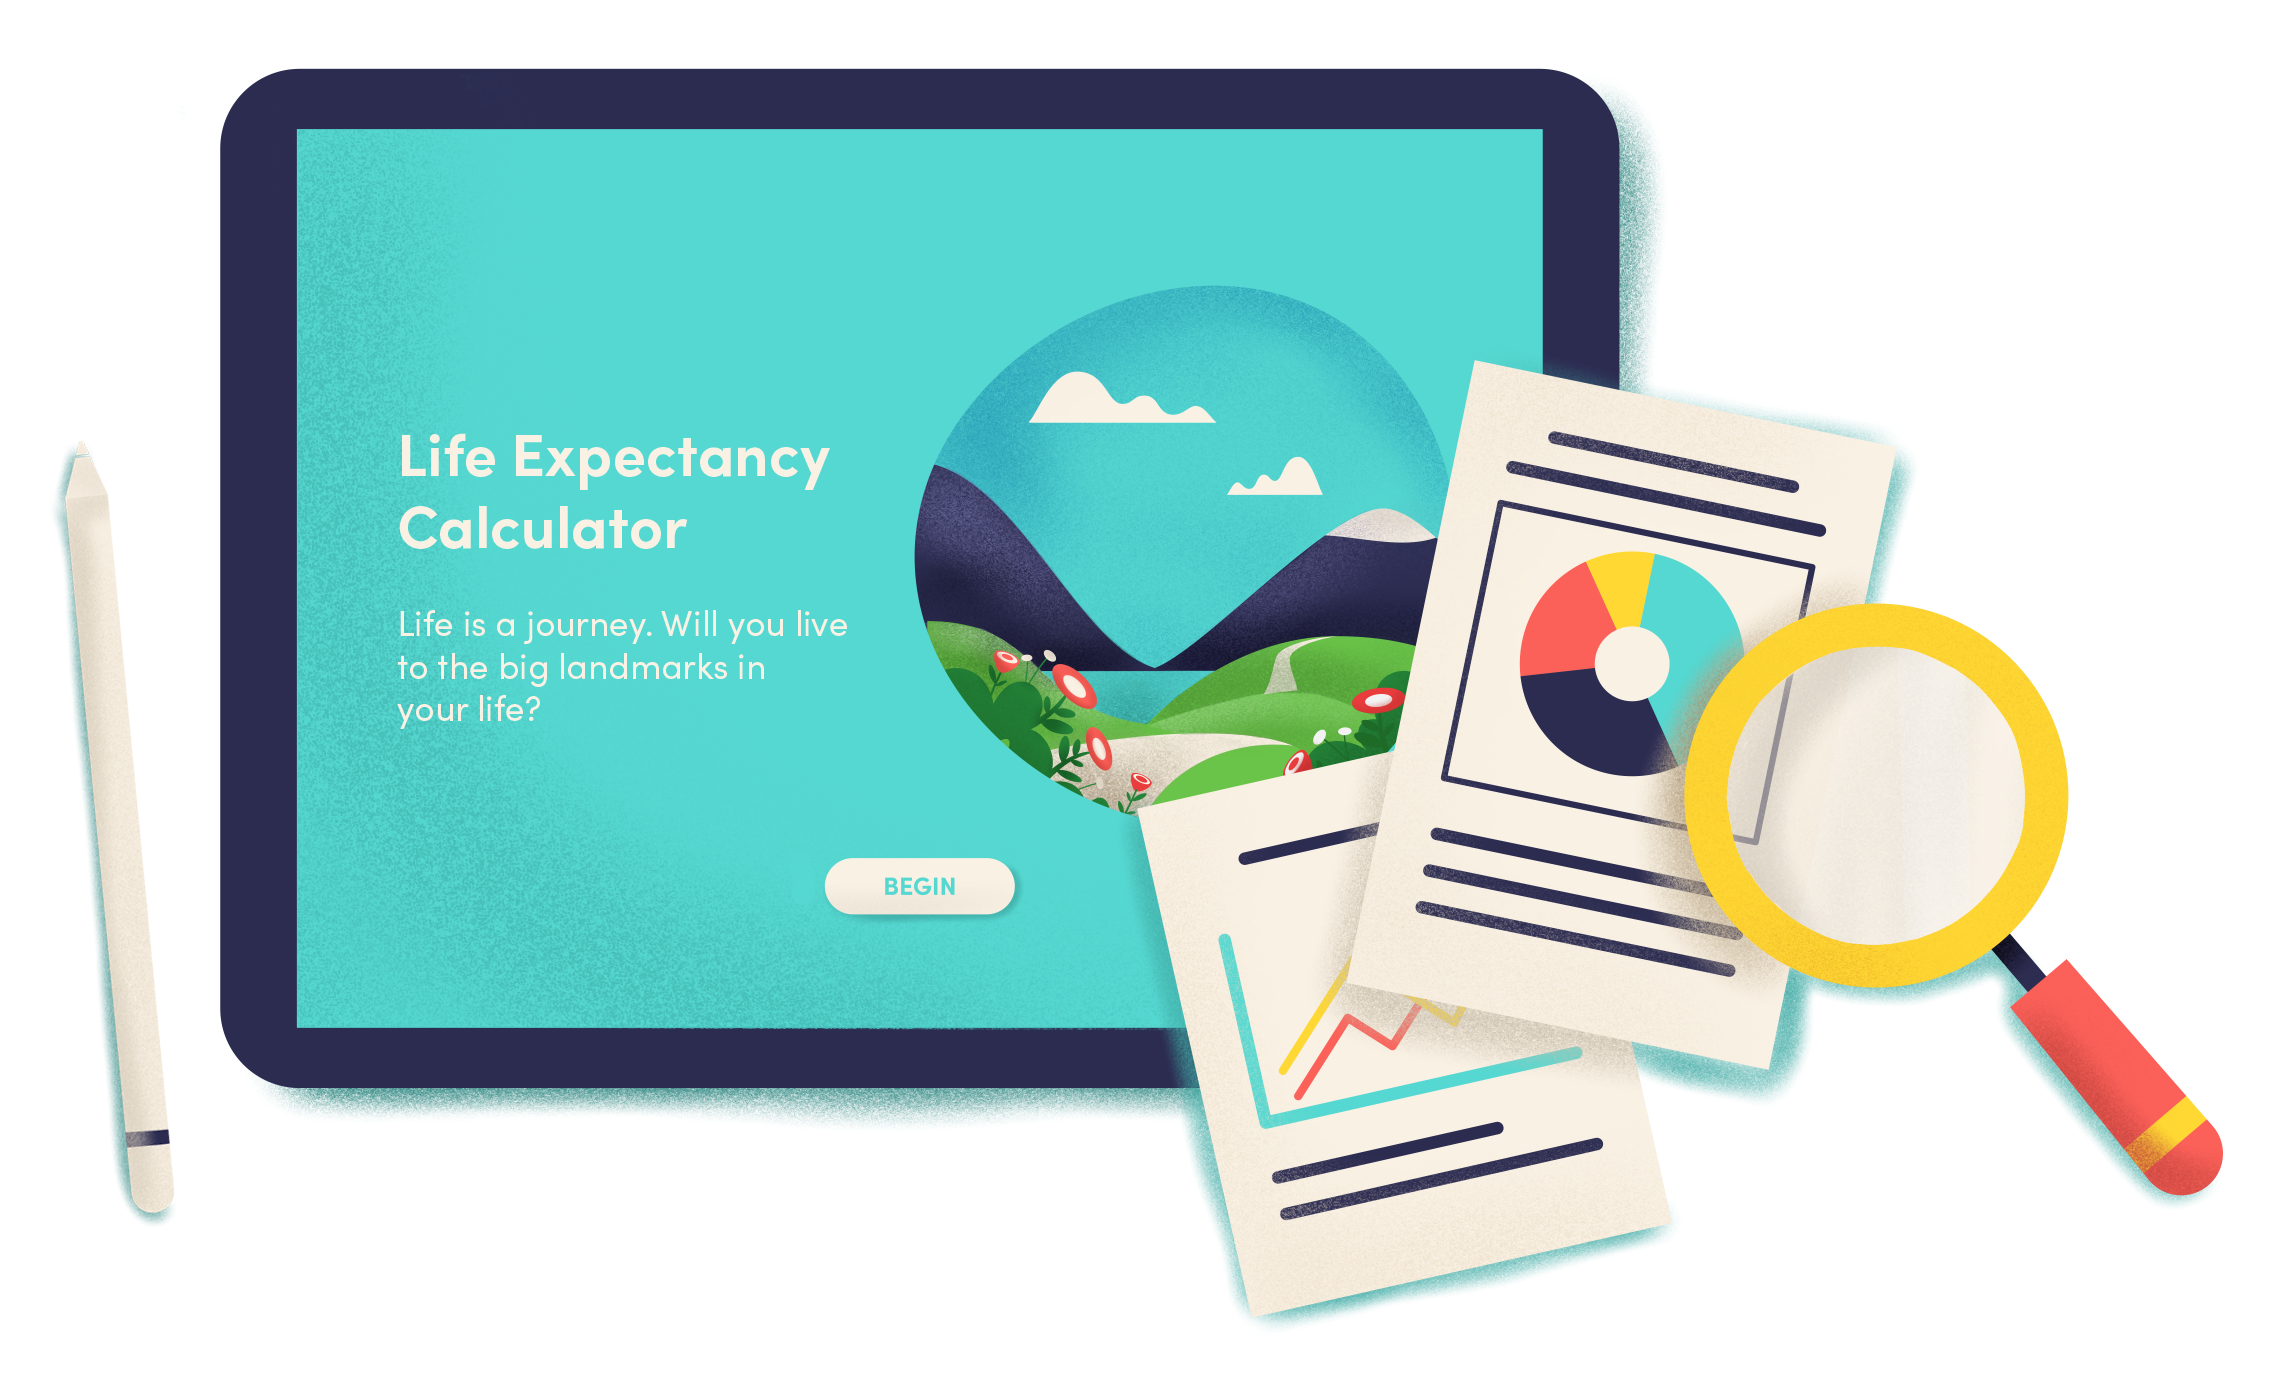 Life Expectancy
Calculator
Life is a journey. Will you live
to the big landmarks in
your life?
BEGIN